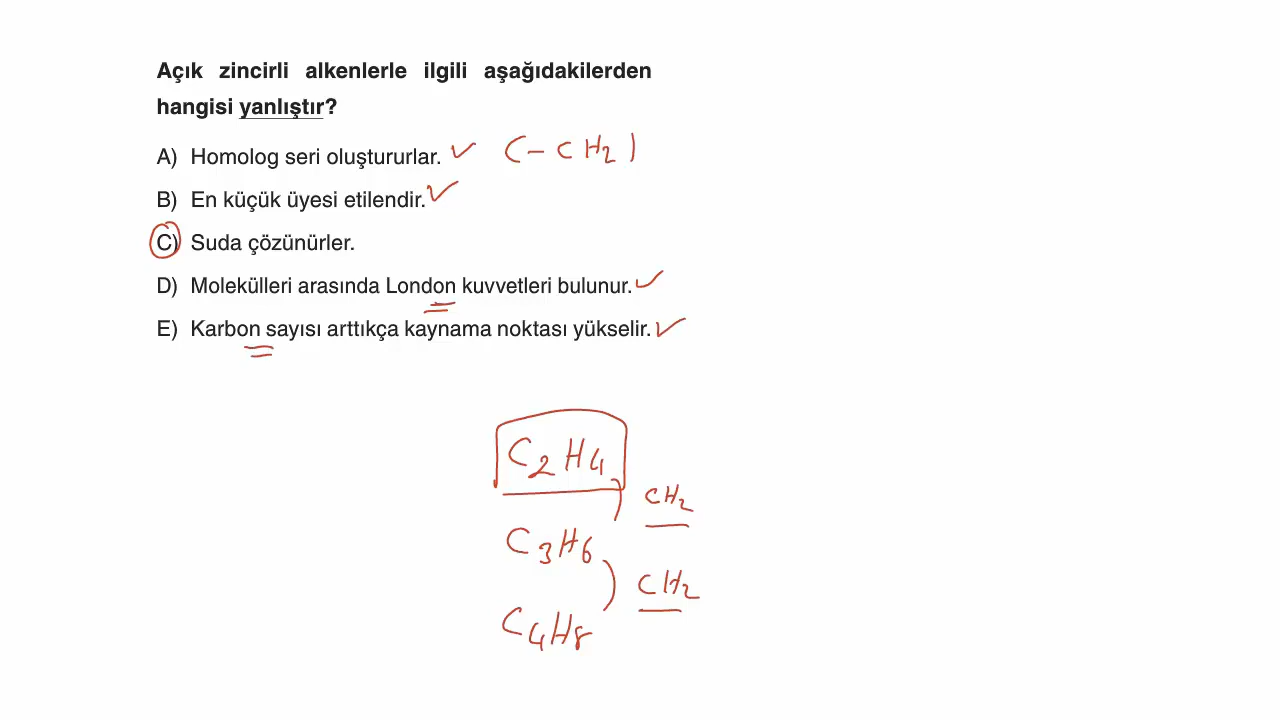 Açık zincirli alkenlerle ilgili aşağıdakilerden
hangisi yanlıştır?
A) Homolog seri oluştururlar. (-CH2)
B) En küçük üyesi etilendir.
C) Suda çözünürler.
D) Molekülleri arasında London kuvvetleri bulunur.
E) Karbon sayısı arttıkça kaynama noktası yükselir.
C2H4
CH2
C3H6
CH2
C4H8